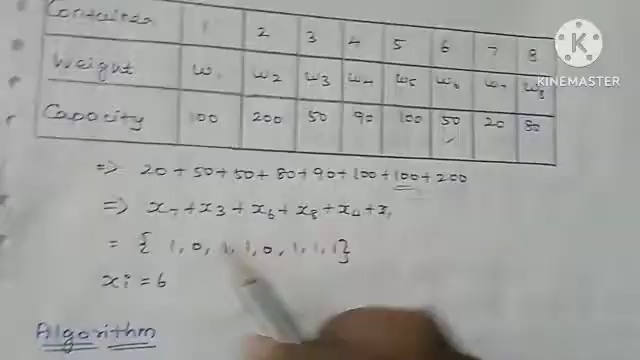 Container 1 2 3 4 5 6 7 8
Weight w1 w2 w3 w4 w5 w6 w7 w8
Capacity 100 200 50 90 100 50 20 80
⇒ 20 + 50 + 50 + 80 + 90 + 100 + 100 + 200
⇒ x7 + x3 + x6 + x8 + x4 + x1
= { 1, 0, 1, 1, 0, 1, 1, 1 }
xi = 6
Algorithm
KINEMASTER